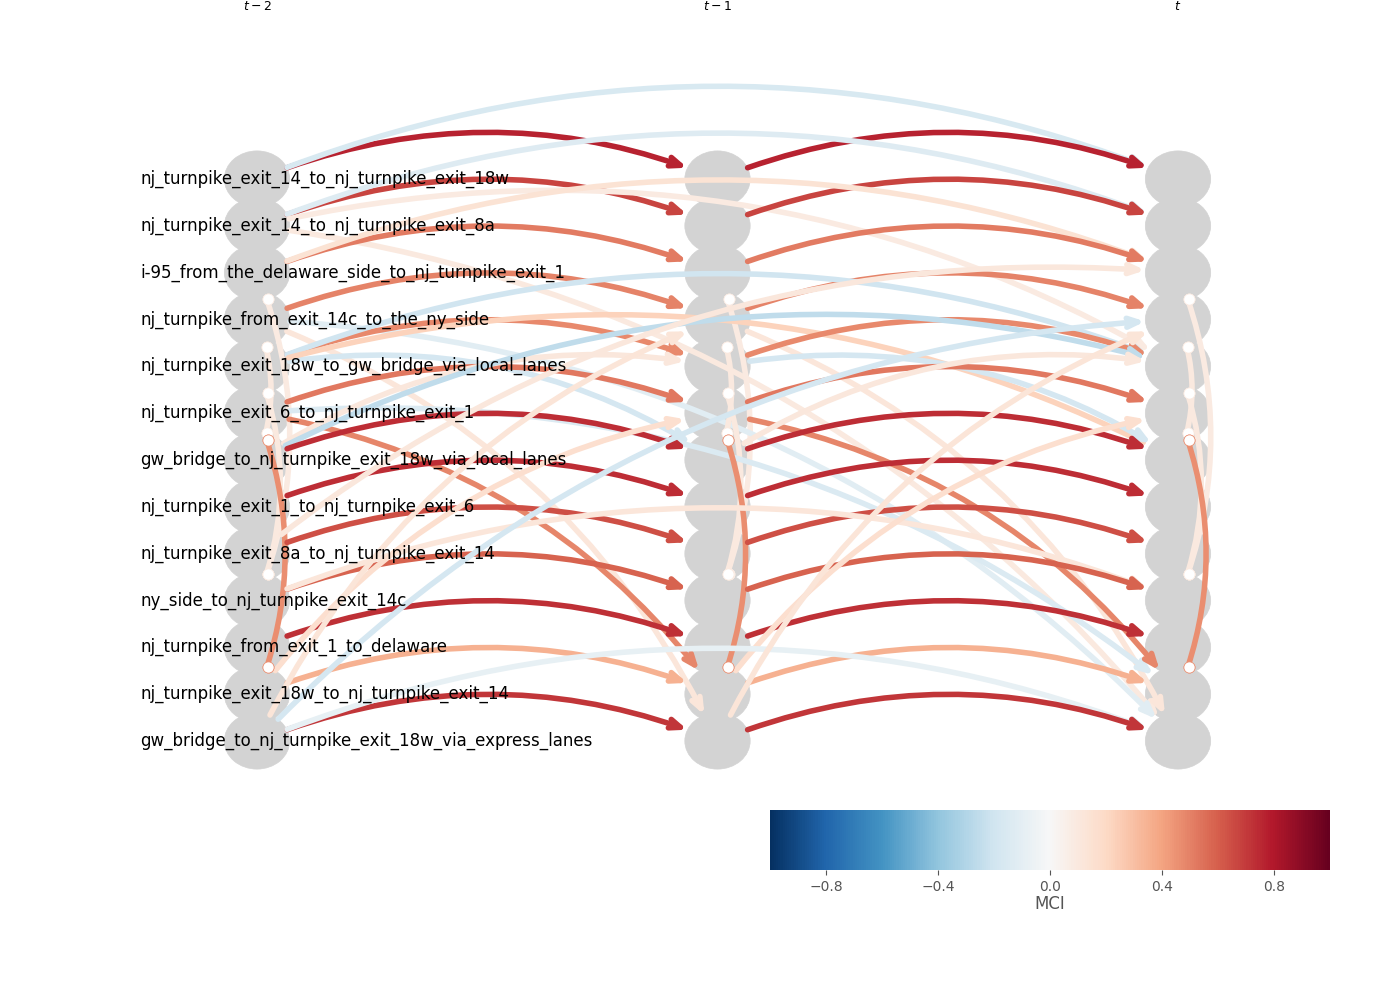 t − 2 t − 1 t
nj_turnpike_exit_14_to_nj_turnpike_exit_18w
nj_turnpike_exit_14_to_nj_turnpike_exit_8a
i-95_from_the_delaware_side_to_nj_turnpike_exit_1
nj_turnpike_from_exit_14c_to_the_ny_side
nj_turnpike_exit_18w_to_gw_bridge_via_local_lanes
nj_turnpike_exit_6_to_nj_turnpike_exit_1
gw_bridge_to_nj_turnpike_exit_18w_via_local_lanes
nj_turnpike_exit_1_to_nj_turnpike_exit_6
nj_turnpike_exit_8a_to_nj_turnpike_exit_14
ny_side_to_nj_turnpike_exit_14c
nj_turnpike_from_exit_1_to_delaware
nj_turnpike_exit_18w_to_nj_turnpike_exit_14
gw_bridge_to_nj_turnpike_exit_18w_via_express_lanes
−0.8 −0.4 0.0 0.4 0.8
MCI